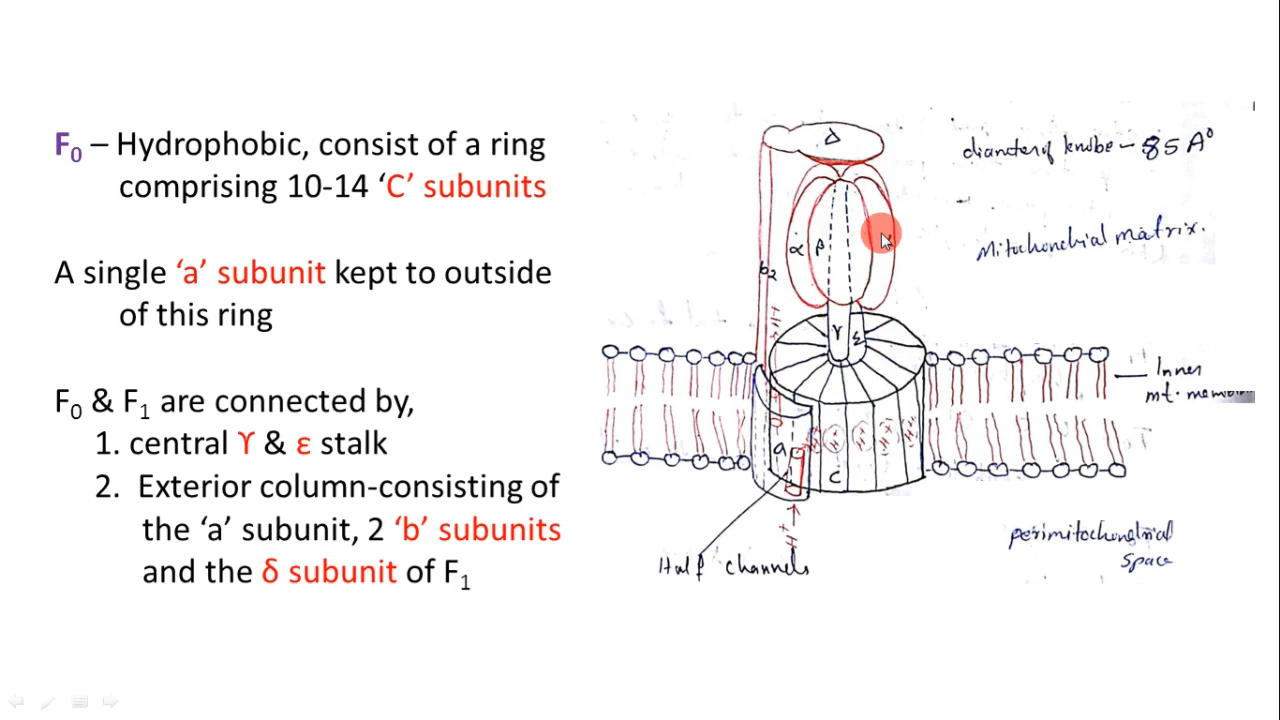 F0 – Hydrophobic, consist of a ring
comprising 10-14 ‘C’ subunits
A single ‘a’ subunit kept to outside
of this ring
F0 & F1 are connected by,
1. central ϒ & ε stalk
2. Exterior column-consisting of
the ‘a’ subunit, 2 ‘b’ subunits
and the δ subunit of F1
Δ
diameter of knobe – 85 A°
Mitochondrial matrix.
α β
b2
ϒ ε
Inner
mt. membr
a
C
H+
Half channels
perimitochondrial
space